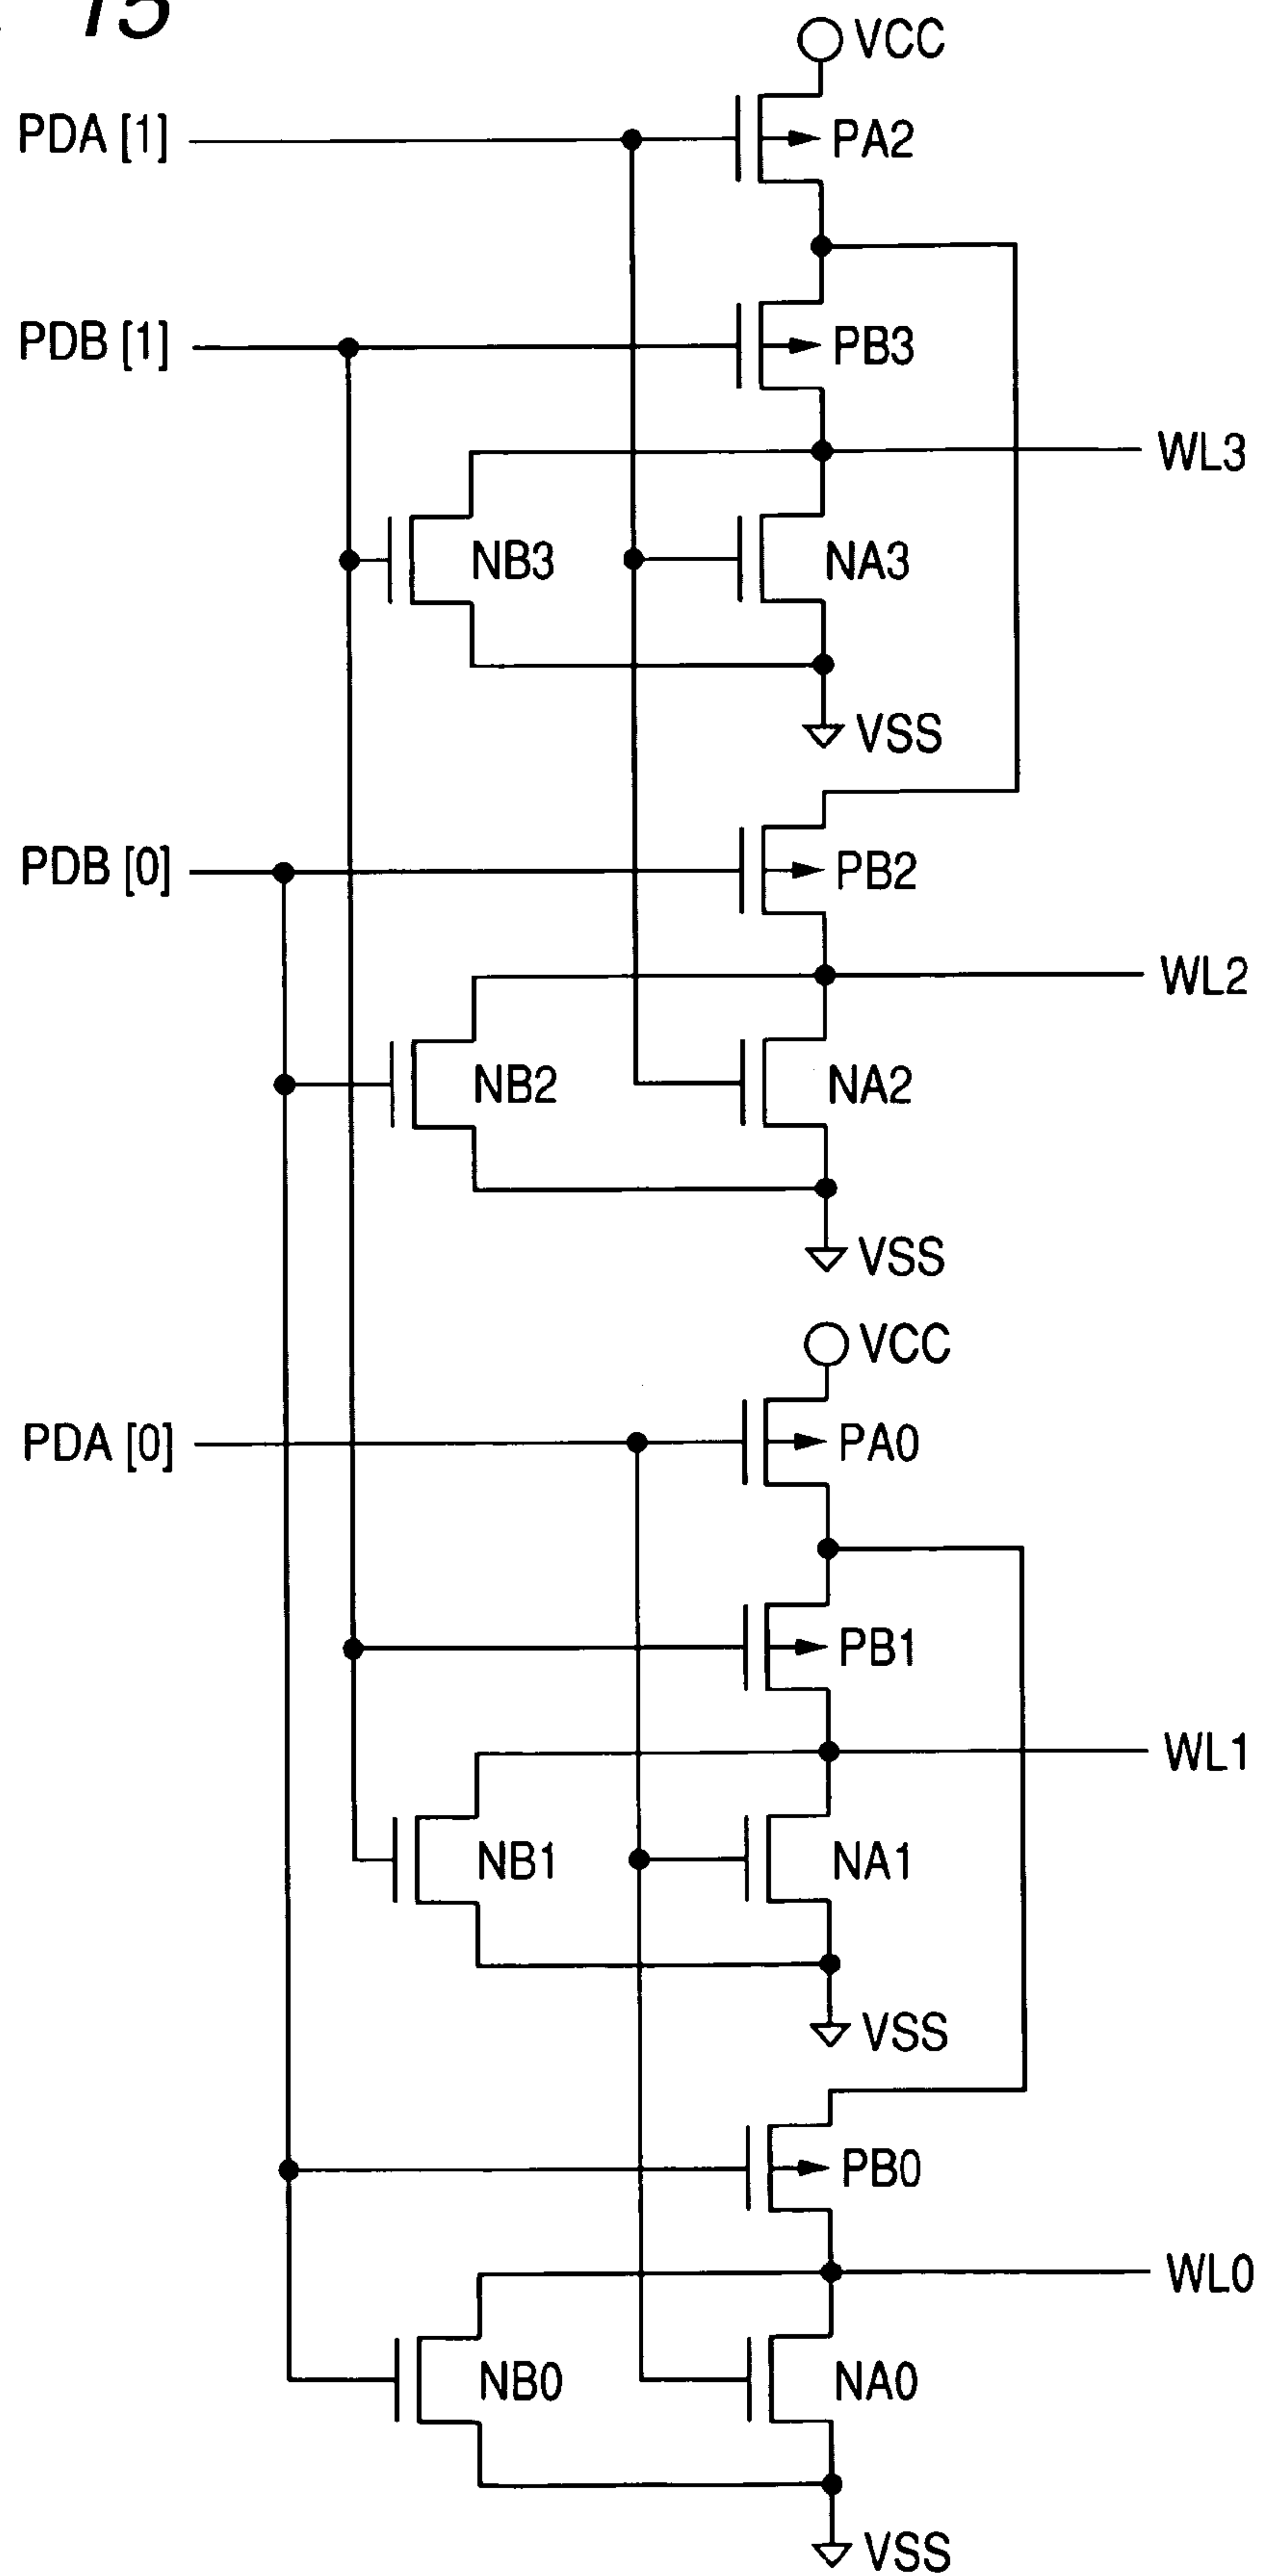 15
VCC
PDA [1]
PA2
PDB [1]
PB3
WL3
NB3
NA3
VSS
PDB [0]
PB2
WL2
NB2
NA2
VSS
VCC
PDA [0]
PA0
PB1
WL1
NB1
NA1
VSS
PB0
WL0
NB0
NA0
VSS